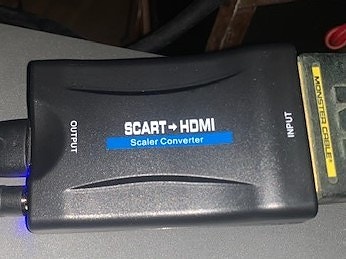 SCART → HDMI
Scaler Converter
OUTPUT
INPUT
MONSTER CABLE®